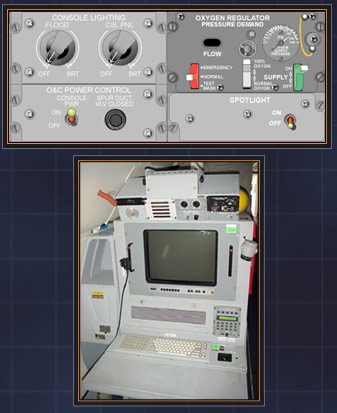 CONSOLE LIGHTING
FLOOD CBL PNL
OFF BRT OFF BRT
O&C POWER CONTROL
CONSOLE PWR
SPUR DUCT VLV CLOSED
ON
OFF
OXYGEN REGULATOR
PRESSURE DEMAND
FLOW
EMERGENCY
NORMAL
TEST MASK
100% OXYGEN
NORMAL OXYGEN
SUPPLY
ON
OFF
SPOTLIGHT
ON
OFF